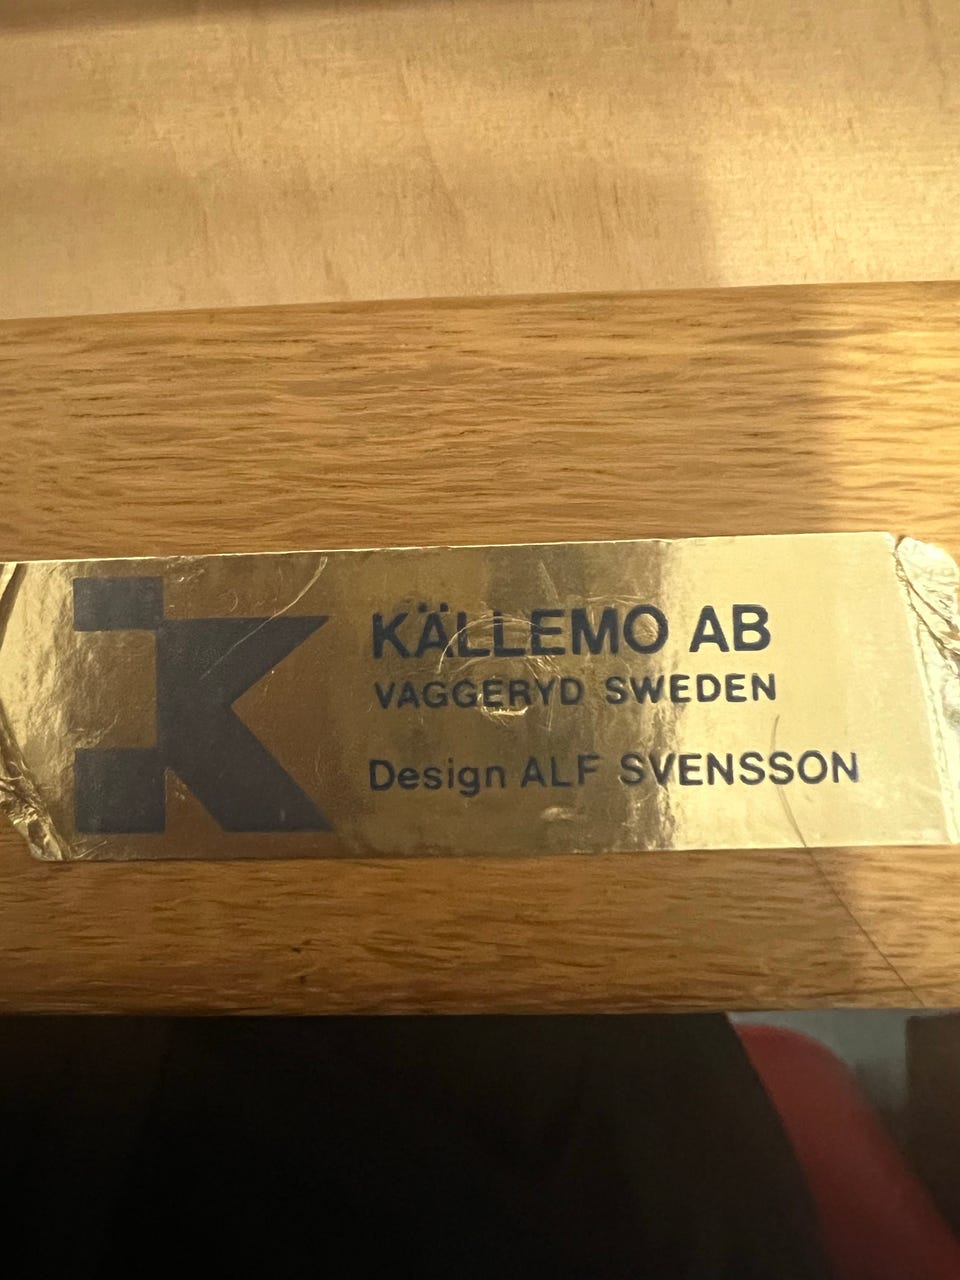 KÄLLEMO AB
VAGGERYD SWEDEN
Design ALF SVENSSON